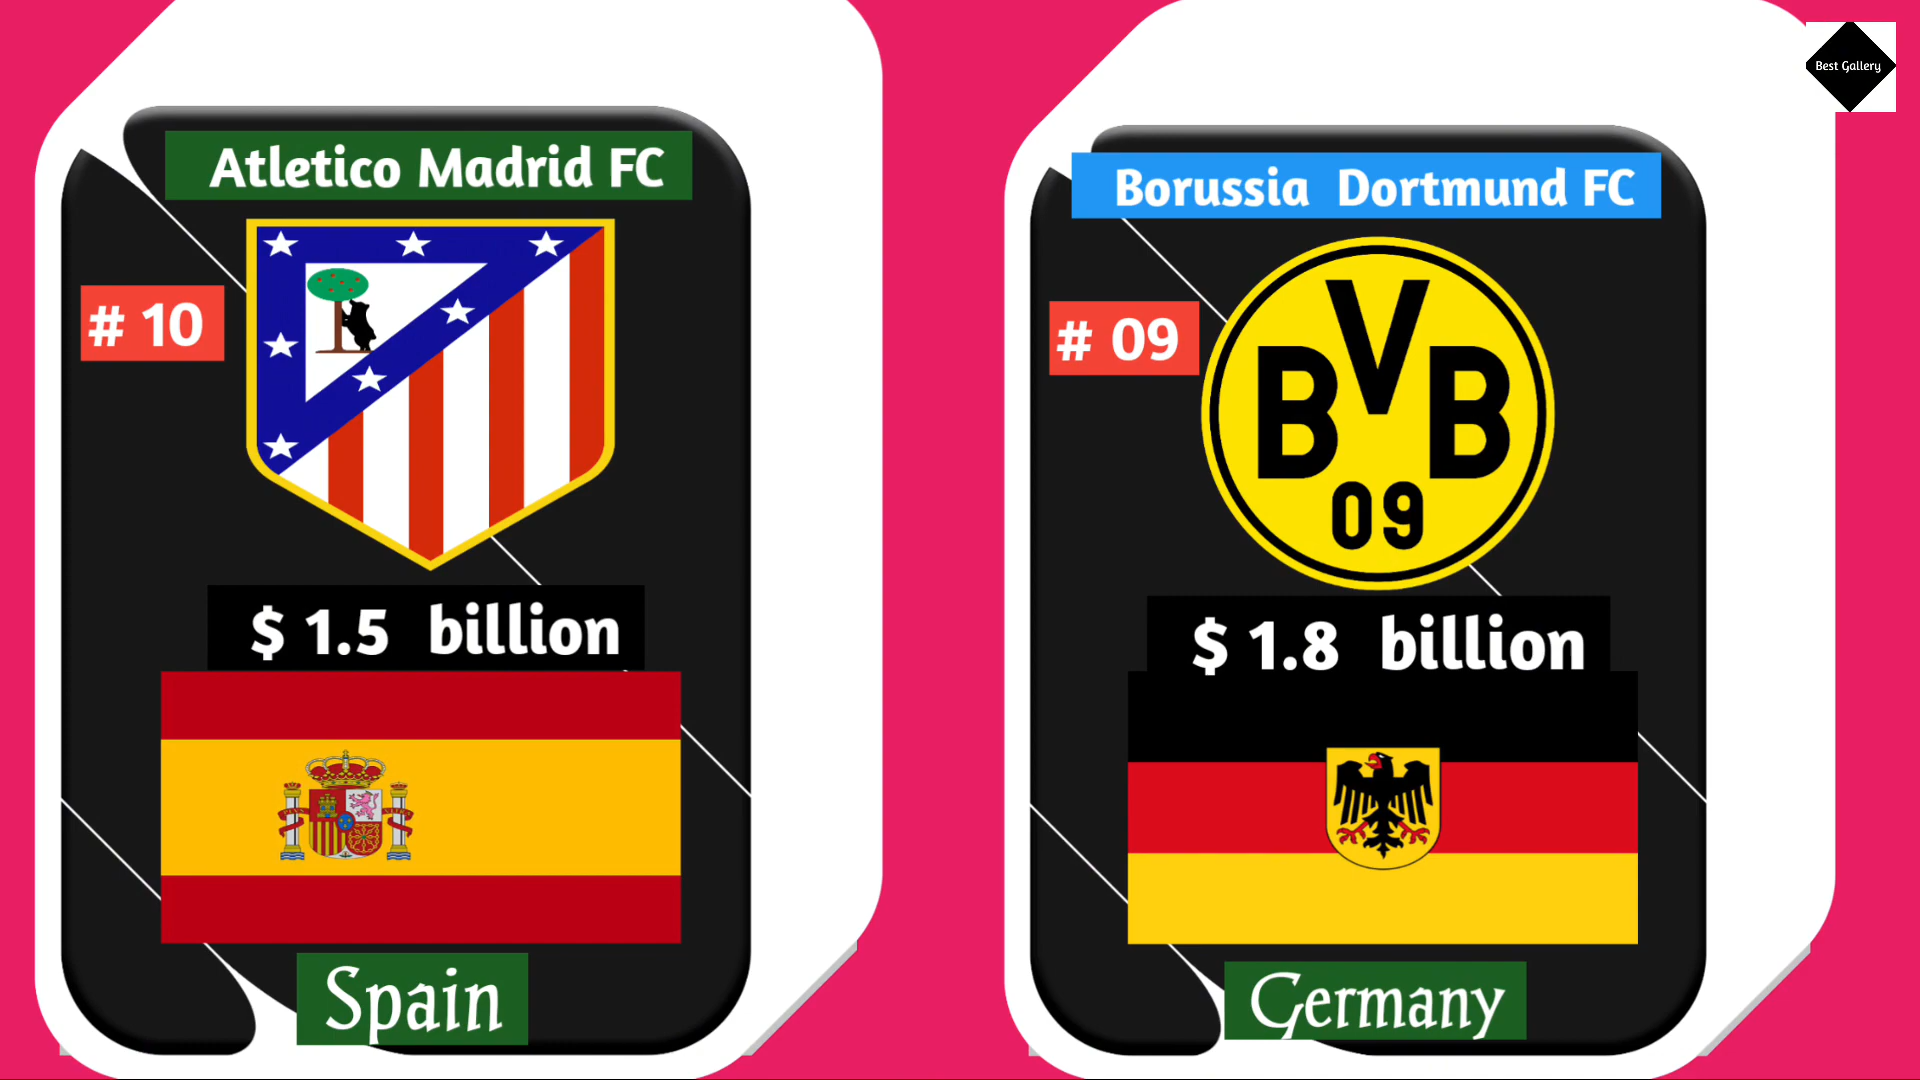 Best Gallery
Atletico Madrid FC
# 10
$ 1.5 billion
Spain
Borussia Dortmund FC
# 09
BVB
09
$ 1.8 billion
Germany